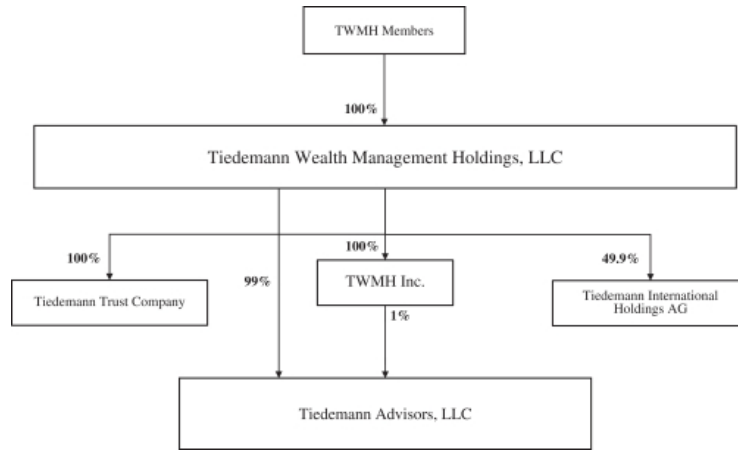 TWMH Members
100%
Tiedemann Wealth Management Holdings, LLC
100%
100%
49.9%
99%
Tiedemann Trust Company
TWMH Inc.
Tiedemann International
Holdings AG
1%
Tiedemann Advisors, LLC